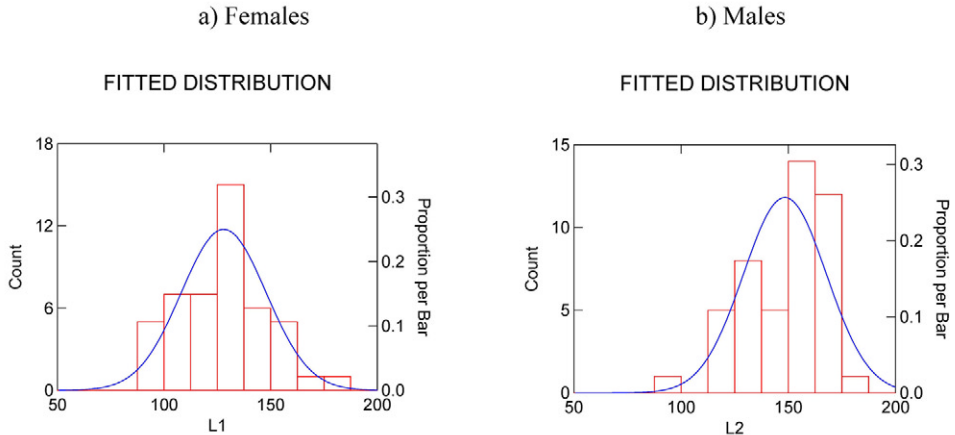 a) Females
FITTED DISTRIBUTION
18
12
6
0
Count
0.3
0.2
0.1
0.0
Proportion per Bar
50 100 150 200
L1
b) Males
FITTED DISTRIBUTION
15
10
5
0
Count
0.3
0.2
0.1
0.0
Proportion per Bar
50 100 150 200
L2